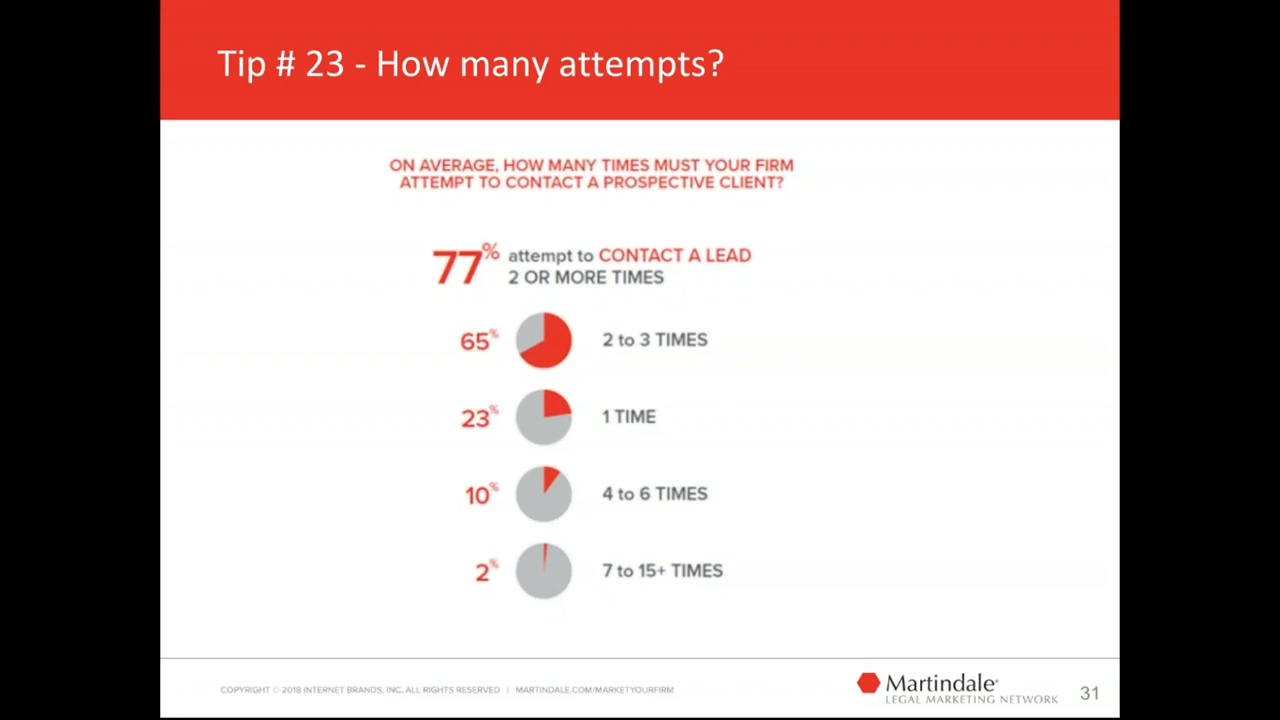 Tip # 23 - How many attempts?
ON AVERAGE, HOW MANY TIMES MUST YOUR FIRM
ATTEMPT TO CONTACT A PROSPECTIVE CLIENT?
77% attempt to CONTACT A LEAD
2 OR MORE TIMES
65% 2 to 3 TIMES
23% 1 TIME
10% 4 to 6 TIMES
2% 7 to 15+ TIMES
COPYRIGHT © 2018 INTERNET BRANDS, INC. ALL RIGHTS RESERVED | MARTINDALE.COM/MARKETYOURFIRM
Martindale®
LEGAL MARKETING NETWORK
31